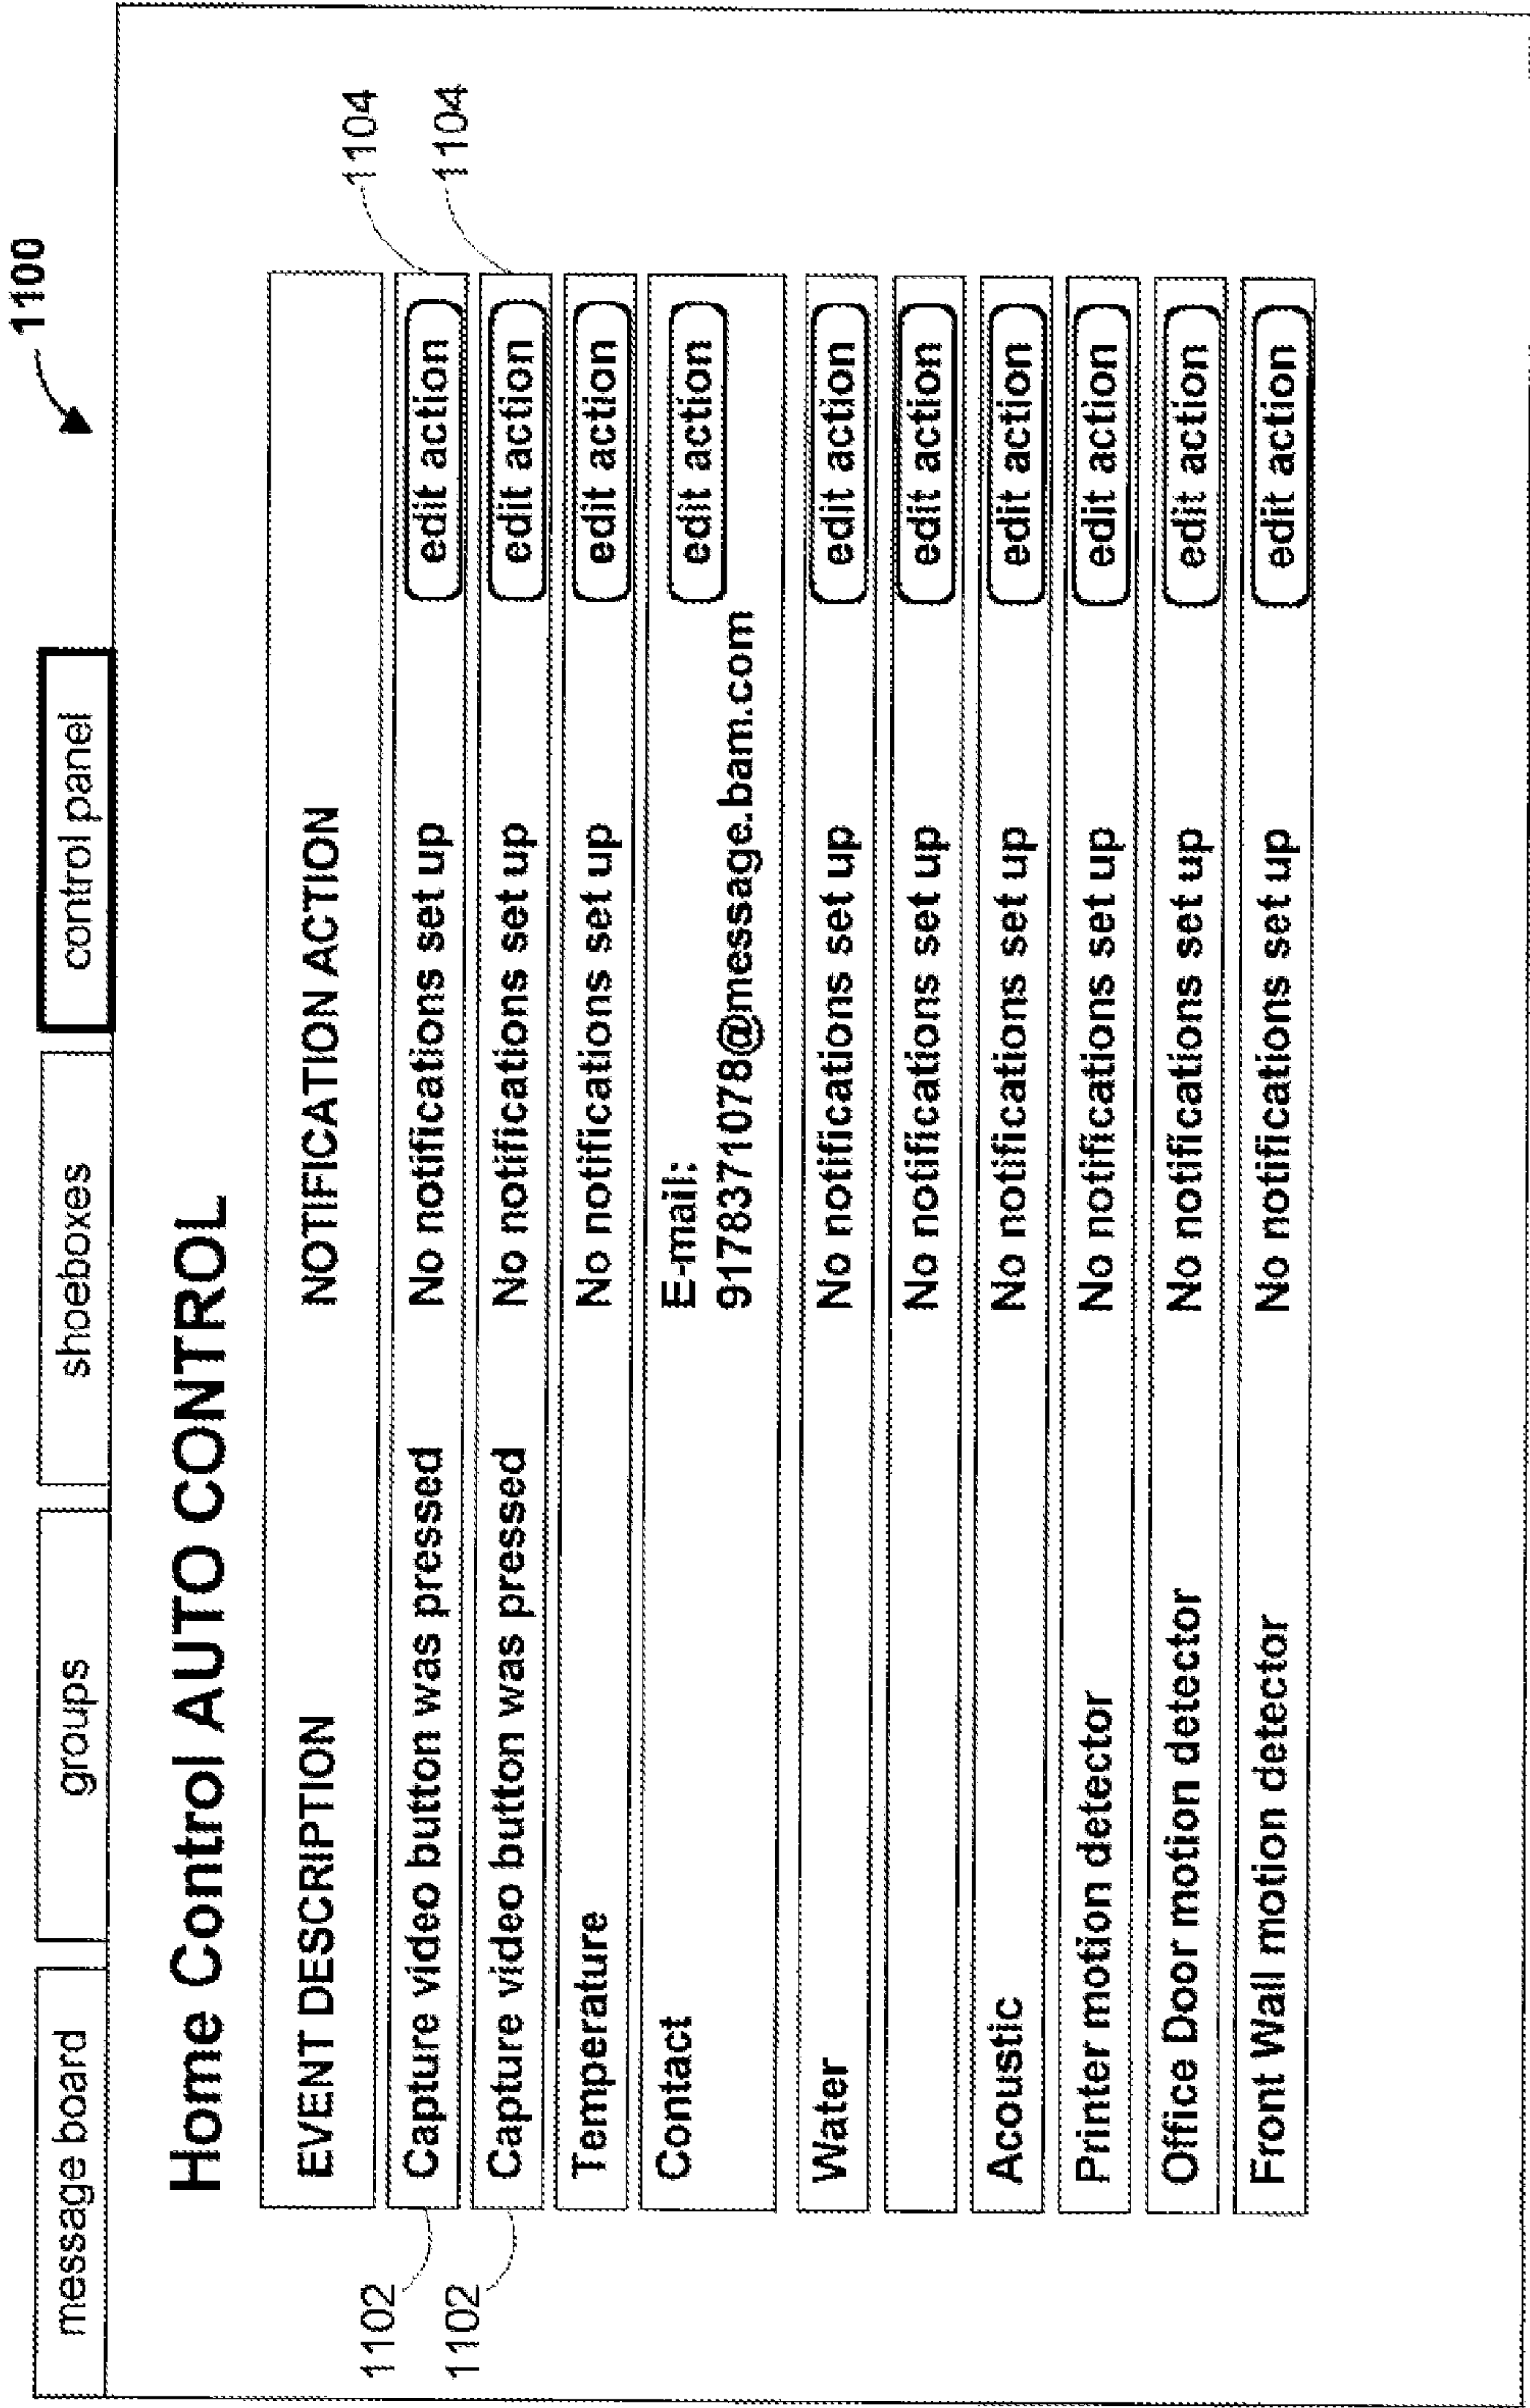 1100
message board groups shoeboxes control panel
Home Control AUTO CONTROL
EVENT DESCRIPTION NOTIFICATION ACTION
1102 Capture video button was pressed No notifications set up edit action 1104
1102 Capture video button was pressed No notifications set up edit action 1104
Temperature No notifications set up edit action
Contact E-mail: edit action
9178371078@message.bam.com
Water No notifications set up edit action
No notifications set up edit action
Acoustic No notifications set up edit action
Printer motion detector No notifications set up edit action
Office Door motion detector No notifications set up edit action
Front Wall motion detector No notifications set up edit action